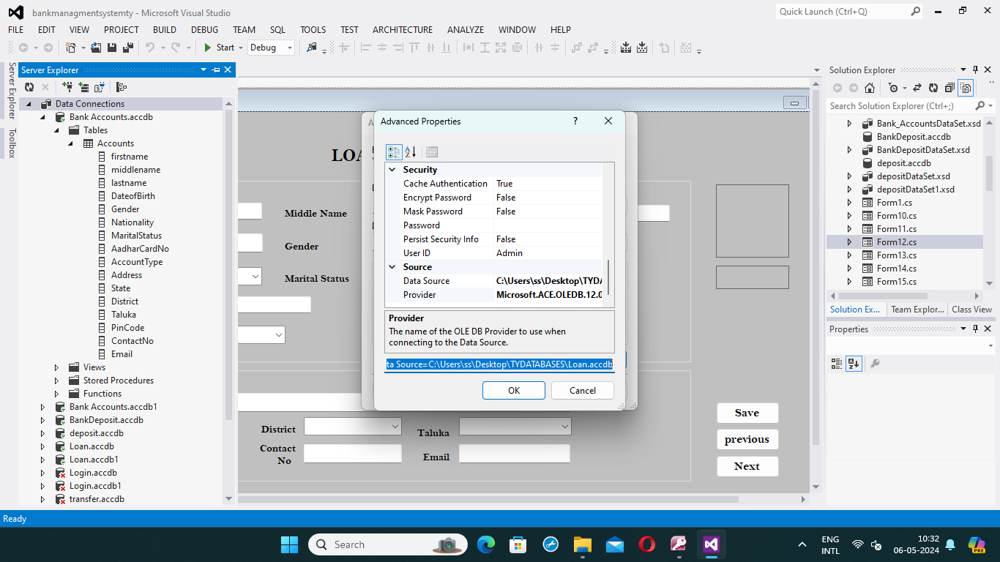 bankmanagmentsystemty - Microsoft Visual Studio
Quick Launch (Ctrl+Q)
FILE EDIT VIEW PROJECT BUILD DEBUG TEAM SQL TOOLS TEST ARCHITECTURE ANALYZE WINDOW HELP
Start Debug
Server Explorer
Toolbox
Server Explorer
Data Connections
Bank Accounts.accdb
Tables
Accounts
firstname
middlename
lastname
DateofBirth
Gender
Nationality
MaritalStatus
AadharCardNo
AccountType
Address
State
District
Taluka
PinCode
ContactNo
Email
Views
Stored Procedures
Functions
Bank Accounts.accdb1
BankDeposit.accdb
deposit.accdb
Loan.accdb
Loan.accdb1
Login.accdb
Login.accdb1
transfer.accdb
LOA
Middle Name
Gender
Marital Status
District
Taluka
Contact
No
Email
Save
previous
Next
Advanced Properties
?
A
Z
Security
Cache Authentication True
Encrypt Password False
Mask Password False
Password
Persist Security Info False
User ID Admin
Source
Data Source C:\Users\ss\Desktop\TYDA
Provider Microsoft.ACE.OLEDB.12.0
Provider
The name of the OLE DB Provider to use when
connecting to the Data Source.
ta Source=C:\Users\ss\Desktop\TYDATABASES\Loan.accdb
OK Cancel
Solution Explorer
Search Solution Explorer (Ctrl+;)
Bank_AccountsDataSet.xsd
BankDeposit.accdb
BankDepositDataSet.xsd
deposit.accdb
depositDataSet.xsd
depositDataSet1.xsd
Form1.cs
Form10.cs
Form11.cs
Form12.cs
Form13.cs
Form14.cs
Form15.cs
Solution Ex... Team Explor... Class View
Properties
Ready
Search
ENG
INTL
10:32
06-05-2024
PRE